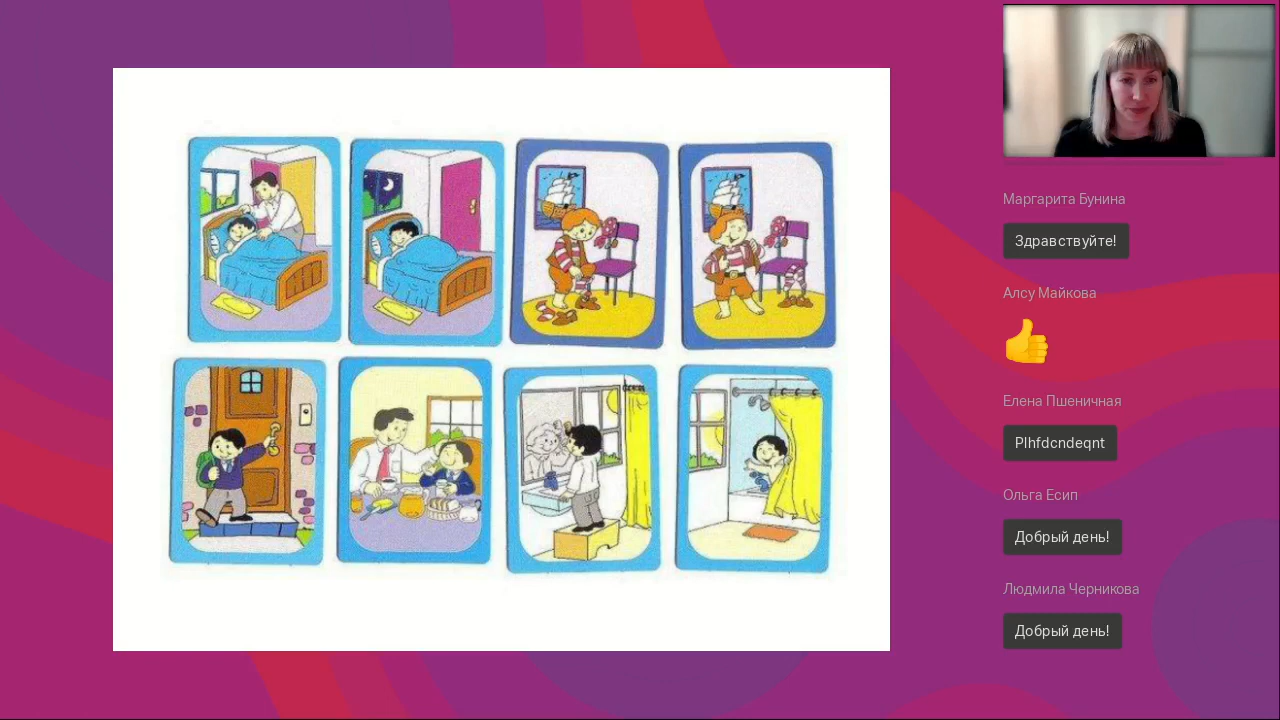 Маргарита Бунина
Здравствуйте!
Алсу Майкова
Елена Пшеничная
Plhfdcndeqnt
Ольга Есип
Добрый день!
Людмила Черникова
Добрый день!